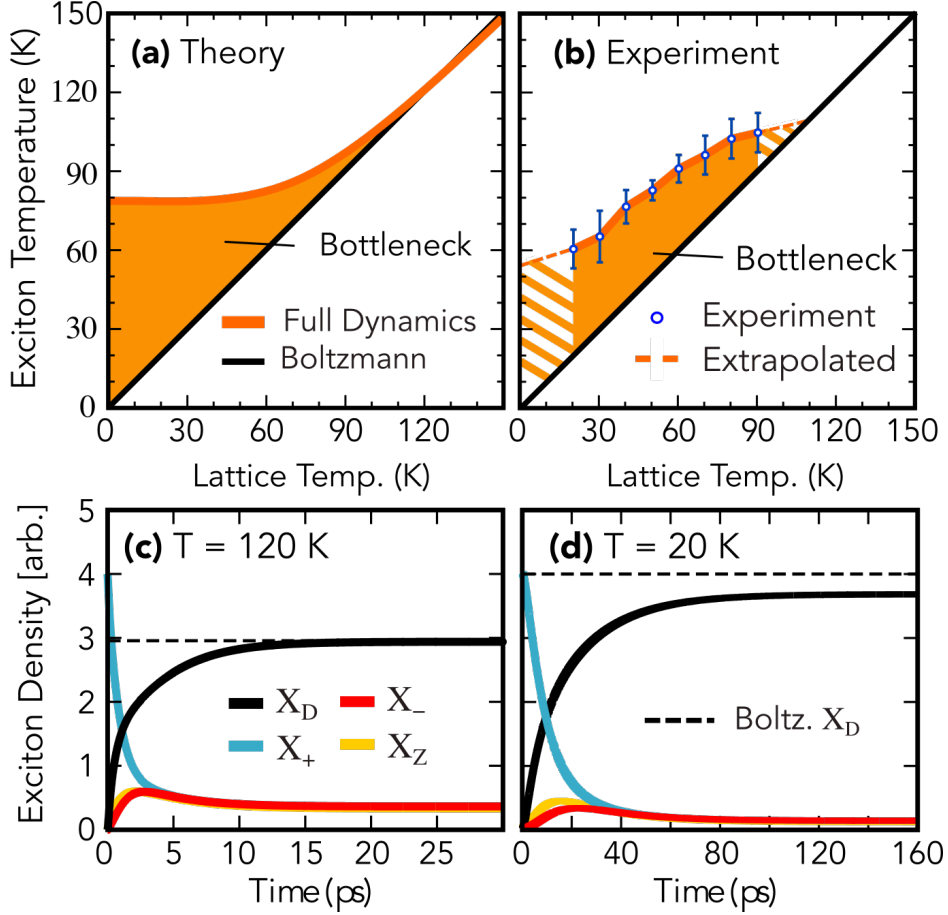 (a) Theory
(b) Experiment
Exciton Temperature (K)
150
120
90
60
30
0
Bottleneck
Full Dynamics
Boltzmann
Bottleneck
Experiment
Extrapolated
0 30 60 90 120
0 30 60 90 120 150
Lattice Temp. (K)
Lattice Temp. (K)
Exciton Density [arb.]
5
4
3
2
1
0
(c) T = 120 K
X_D
X_+
X_−
X_Z
0 5 10 15 20 25
Time (ps)
(d) T = 20 K
Boltz. X_D
0 40 80 120 160
Time (ps)